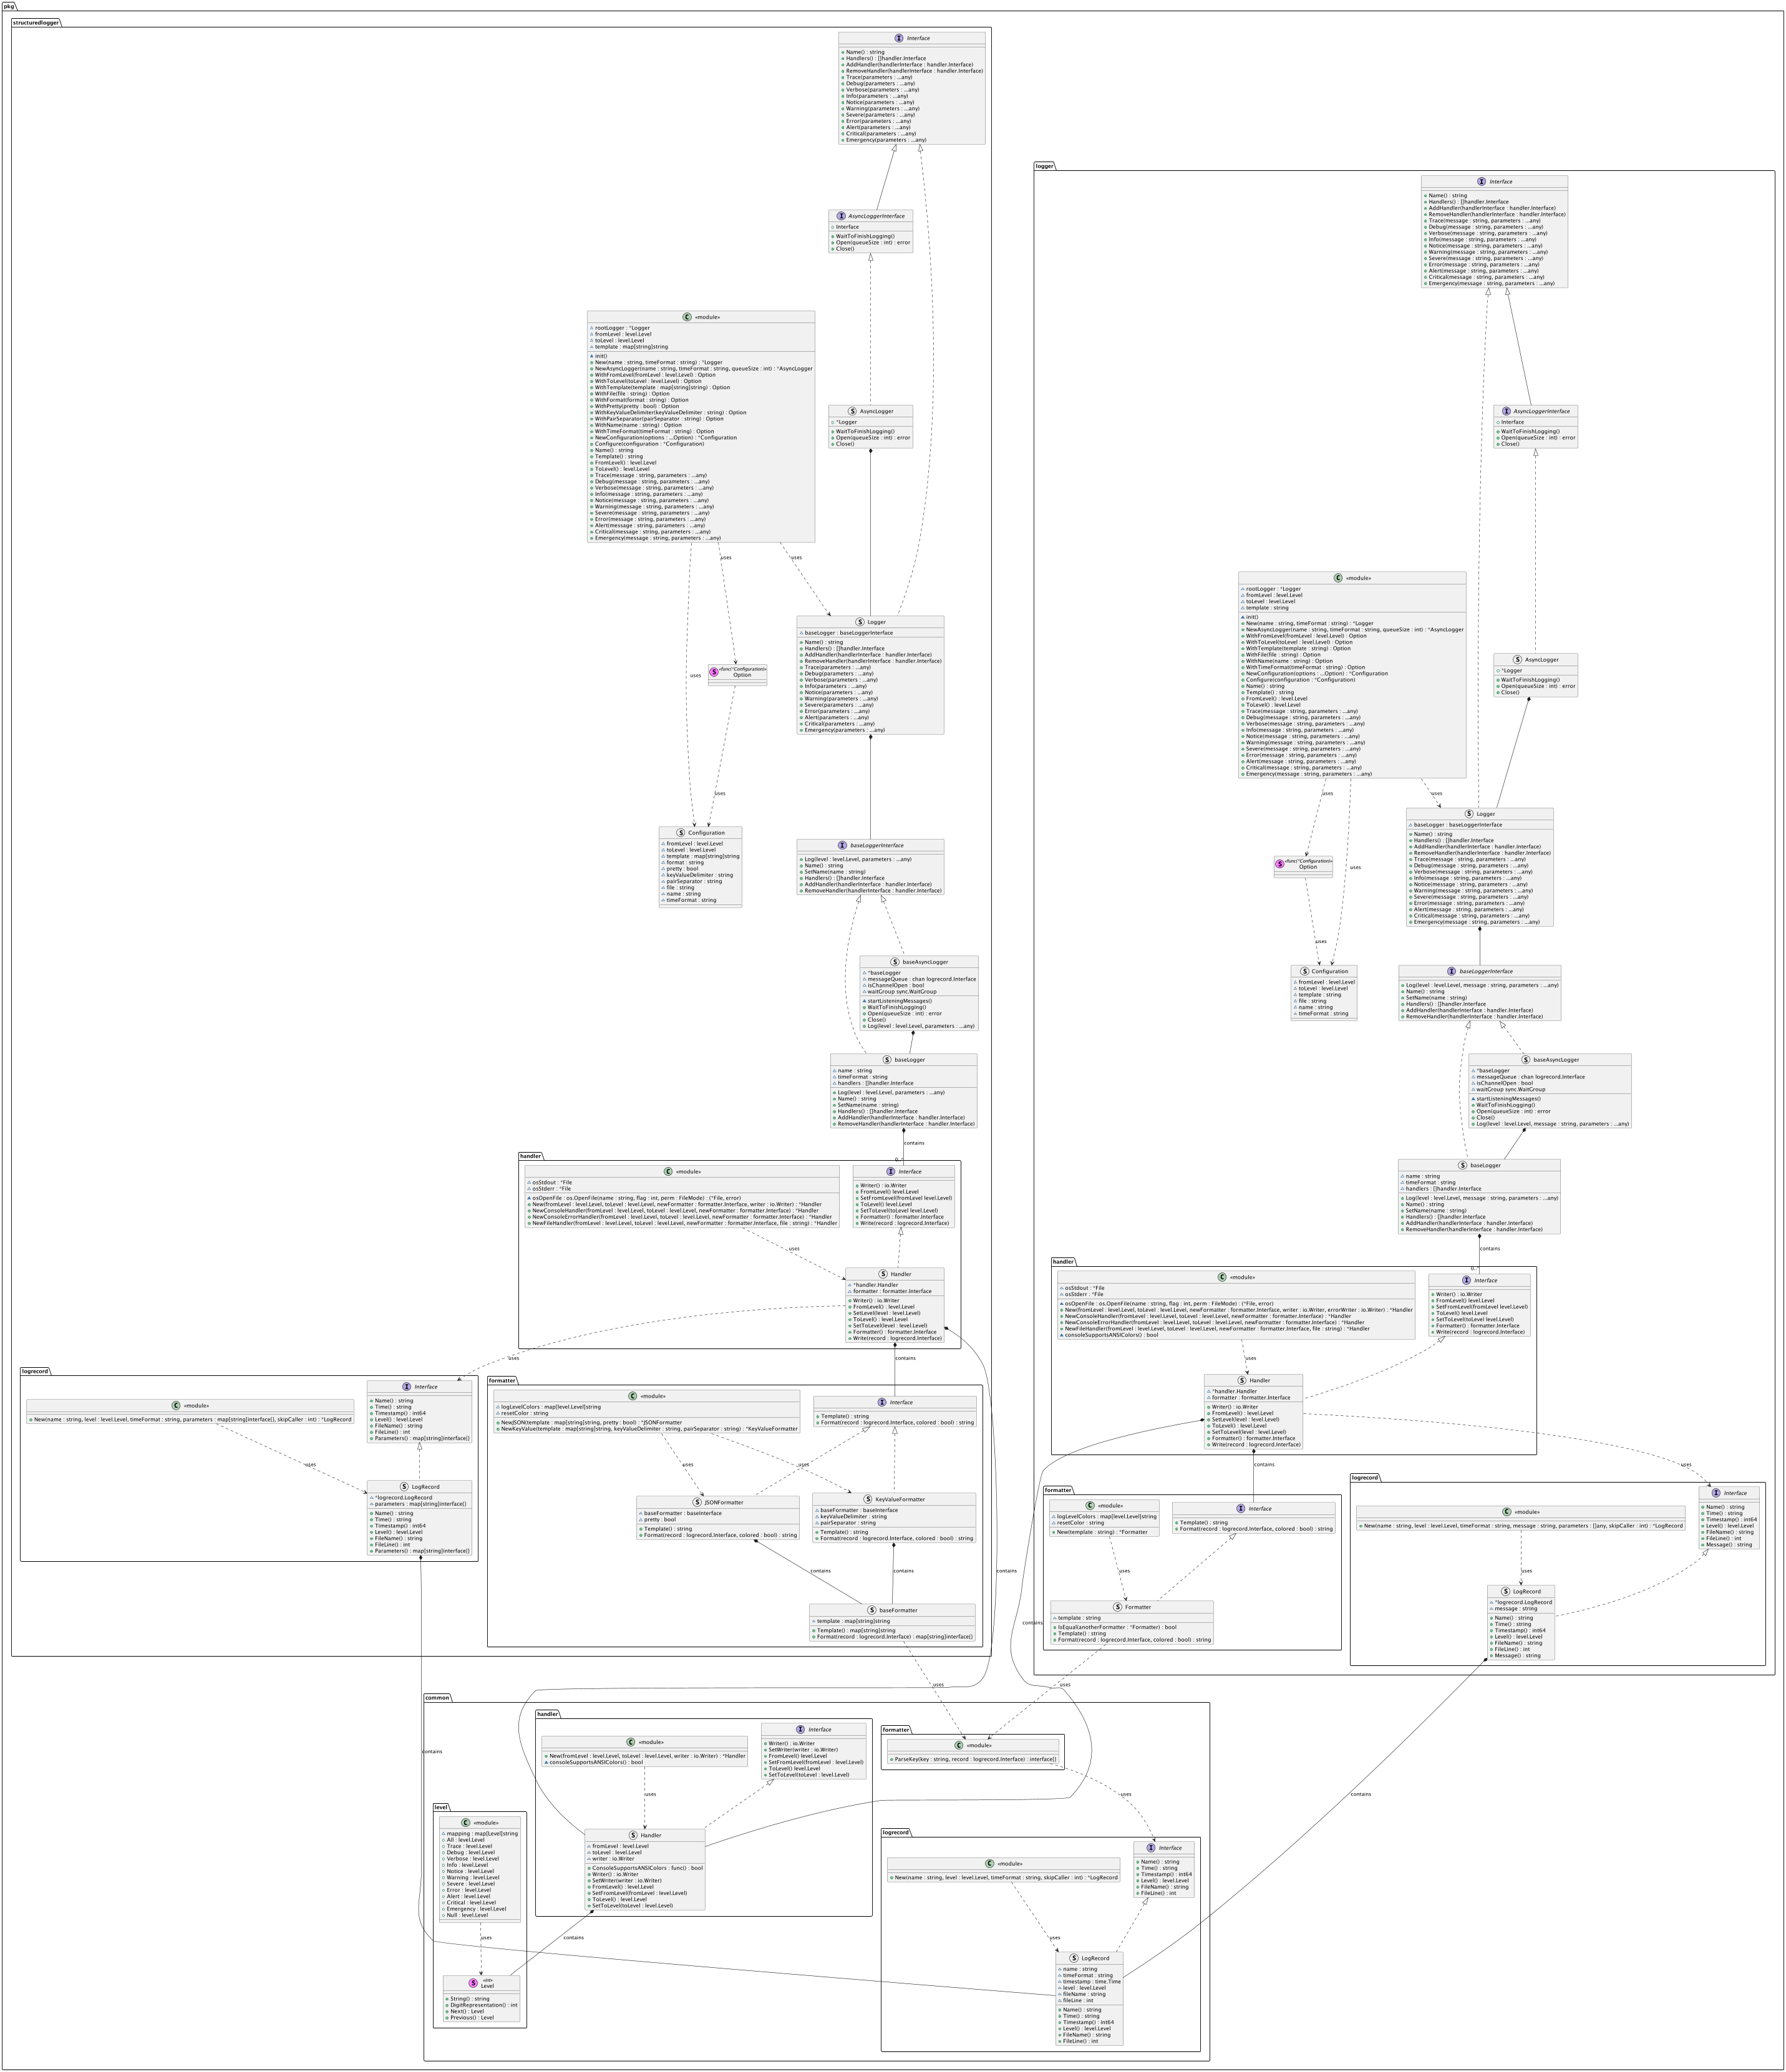 pkg
structuredlogger
Interface
Name() : string
Handlers() : []handler.Interface
AddHandler(handlerInterface : handler.Interface)
RemoveHandler(handlerInterface : handler.Interface)
Trace(parameters : ...any)
Debug(parameters : ...any)
Verbose(parameters : ...any)
Info(parameters : ...any)
Notice(parameters : ...any)
Warning(parameters : ...any)
Severe(parameters : ...any)
Error(parameters : ...any)
Alert(parameters : ...any)
Critical(parameters : ...any)
Emergency(parameters : ...any)
AsyncLoggerInterface
Interface
WaitToFinishLogging()
Open(queueSize : int) : error
Close()
«module»
rootLogger : *Logger
fromLevel : level.Level
toLevel : level.Level
template : map[string]string
init()
New(name : string, timeFormat : string) : *Logger
NewAsyncLogger(name : string, timeFormat : string, queueSize : int) : *AsyncLogger
WithFromLevel(fromLevel : level.Level) : Option
WithToLevel(toLevel : level.Level) : Option
WithTemplate(template : map[string]string) : Option
WithFile(file : string) : Option
WithFormat(format : string) : Option
WithPretty(pretty : bool) : Option
WithKeyValueDelimiter(keyValueDelimiter : string) : Option
WithPairSeparator(pairSeparator : string) : Option
WithName(name : string) : Option
WithTimeFormat(timeFormat : string) : Option
NewConfiguration(options : ...Option) : *Configuration
Configure(configuration : *Configuration)
Name() : string
Template() : string
FromLevel() : level.Level
ToLevel() : level.Level
Trace(message : string, parameters : ...any)
Debug(message : string, parameters : ...any)
Verbose(message : string, parameters : ...any)
Info(message : string, parameters : ...any)
Notice(message : string, parameters : ...any)
Warning(message : string, parameters : ...any)
Severe(message : string, parameters : ...any)
Error(message : string, parameters : ...any)
Alert(message : string, parameters : ...any)
Critical(message : string, parameters : ...any)
Emergency(message : string, parameters : ...any)
AsyncLogger
*Logger
WaitToFinishLogging()
Open(queueSize : int) : error
Close()
uses
uses
uses
Logger
baseLogger : baseLoggerInterface
Name() : string
Handlers() : []handler.Interface
AddHandler(handlerInterface : handler.Interface)
RemoveHandler(handlerInterface : handler.Interface)
Trace(parameters : ...any)
Debug(parameters : ...any)
Verbose(parameters : ...any)
Info(parameters : ...any)
Notice(parameters : ...any)
Warning(parameters : ...any)
Severe(parameters : ...any)
Error(parameters : ...any)
Alert(parameters : ...any)
Critical(parameters : ...any)
Emergency(parameters : ...any)
«func(*Configuration)»
Option
uses
Configuration
fromLevel : level.Level
toLevel : level.Level
template : map[string]string
format : string
pretty : bool
keyValueDelimiter : string
pairSeparator : string
file : string
name : string
timeFormat : string
baseLoggerInterface
Log(level : level.Level, parameters : ...any)
Name() : string
SetName(name : string)
Handlers() : []handler.Interface
AddHandler(handlerInterface : handler.Interface)
RemoveHandler(handlerInterface : handler.Interface)
baseAsyncLogger
*baseLogger
messageQueue : chan logrecord.Interface
isChannelOpen : bool
waitGroup sync.WaitGroup
startListeningMessages()
WaitToFinishLogging()
Open(queueSize : int) : error
Close()
Log(level : level.Level, parameters : ...any)
baseLogger
name : string
timeFormat : string
handlers : []handler.Interface
Log(level : level.Level, parameters : ...any)
Name() : string
SetName(name : string)
Handlers() : []handler.Interface
AddHandler(handlerInterface : handler.Interface)
RemoveHandler(handlerInterface : handler.Interface)
contains
0..*
handler
«module»
osStdout : *File
osStderr : *File
osOpenFile : os.OpenFile(name : string, flag : int, perm : FileMode) : (*File, error)
New(fromLevel : level.Level, toLevel : level.Level, newFormatter : formatter.Interface, writer : io.Writer) : *Handler
NewConsoleHandler(fromLevel : level.Level, toLevel : level.Level, newFormatter : formatter.Interface) : *Handler
NewConsoleErrorHandler(fromLevel : level.Level, toLevel : level.Level, newFormatter : formatter.Interface) : *Handler
NewFileHandler(fromLevel : level.Level, toLevel : level.Level, newFormatter : formatter.Interface, file : string) : *Handler
Interface
Writer() : io.Writer
FromLevel() level.Level
SetFromLevel(fromLevel level.Level)
ToLevel() level.Level
SetToLevel(toLevel level.Level)
Formatter() : formatter.Interface
Write(record : logrecord.Interface)
uses
Handler
*handler.Handler
formatter : formatter.Interface
Writer() : io.Writer
FromLevel() : level.Level
SetLevel(level : level.Level)
ToLevel() : level.Level
SetToLevel(level : level.Level)
Formatter() : formatter.Interface
Write(record : logrecord.Interface)
uses
contains
logrecord
«module»
New(name : string, level : level.Level, timeFormat : string, parameters : map[string]interface{}, skipCaller : int) : *LogRecord
Interface
Name() : string
Time() : string
Timestamp() : int64
Level() : level.Level
FileName() : string
FileLine() : int
Parameters() : map[string]interface{}
uses
LogRecord
*logrecord.LogRecord
parameters : map[string]interface{}
Name() : string
Time() : string
Timestamp() : int64
Level() : level.Level
FileName() : string
FileLine() : int
Parameters() : map[string]interface{}
formatter
«module»
logLevelColors : map[level.Level]string
resetColor : string
NewJSON(template : map[string]string, pretty : bool) : *JSONFormatter
NewKeyValue(template : map[string]string, keyValueDelimiter : string, pairSeparator : string) : *KeyValueFormatter
Interface
Template() : string
Format(record : logrecord.Interface, colored : bool) : string
uses
uses
JSONFormatter
baseFormatter : baseInterface
pretty : bool
Template() : string
Format(record : logrecord.Interface, colored : bool) : string
KeyValueFormatter
baseFormatter : baseInterface
keyValueDelimiter : string
pairSeparator : string
Template() : string
Format(record : logrecord.Interface, colored : bool) : string
contains
contains
contains
baseFormatter
template : map[string]string
Template() : map[string]string
Format(record : logrecord.Interface) : map[string]interface{}
uses
contains
logger
Interface
Name() : string
Handlers() : []handler.Interface
AddHandler(handlerInterface : handler.Interface)
RemoveHandler(handlerInterface : handler.Interface)
Trace(message : string, parameters : ...any)
Debug(message : string, parameters : ...any)
Verbose(message : string, parameters : ...any)
Info(message : string, parameters : ...any)
Notice(message : string, parameters : ...any)
Warning(message : string, parameters : ...any)
Severe(message : string, parameters : ...any)
Error(message : string, parameters : ...any)
Alert(message : string, parameters : ...any)
Critical(message : string, parameters : ...any)
Emergency(message : string, parameters : ...any)
AsyncLoggerInterface
Interface
WaitToFinishLogging()
Open(queueSize : int) : error
Close()
«module»
rootLogger : *Logger
fromLevel : level.Level
toLevel : level.Level
template : string
init()
New(name : string, timeFormat : string) : *Logger
NewAsyncLogger(name : string, timeFormat : string, queueSize : int) : *AsyncLogger
WithFromLevel(fromLevel : level.Level) : Option
WithToLevel(toLevel : level.Level) : Option
WithTemplate(template : string) : Option
WithFile(file : string) : Option
WithName(name : string) : Option
WithTimeFormat(timeFormat : string) : Option
NewConfiguration(options : ...Option) : *Configuration
Configure(configuration : *Configuration)
Name() : string
Template() : string
FromLevel() : level.Level
ToLevel() : level.Level
Trace(message : string, parameters : ...any)
Debug(message : string, parameters : ...any)
Verbose(message : string, parameters : ...any)
Info(message : string, parameters : ...any)
Notice(message : string, parameters : ...any)
Warning(message : string, parameters : ...any)
Severe(message : string, parameters : ...any)
Error(message : string, parameters : ...any)
Alert(message : string, parameters : ...any)
Critical(message : string, parameters : ...any)
Emergency(message : string, parameters : ...any)
AsyncLogger
*Logger
WaitToFinishLogging()
Open(queueSize : int) : error
Close()
uses
uses
uses
Logger
baseLogger : baseLoggerInterface
Name() : string
Handlers() : []handler.Interface
AddHandler(handlerInterface : handler.Interface)
RemoveHandler(handlerInterface : handler.Interface)
Trace(message : string, parameters : ...any)
Debug(message : string, parameters : ...any)
Verbose(message : string, parameters : ...any)
Info(message : string, parameters : ...any)
Notice(message : string, parameters : ...any)
Warning(message : string, parameters : ...any)
Severe(message : string, parameters : ...any)
Error(message : string, parameters : ...any)
Alert(message : string, parameters : ...any)
Critical(message : string, parameters : ...any)
Emergency(message : string, parameters : ...any)
«func(*Configuration)»
Option
uses
Configuration
fromLevel : level.Level
toLevel : level.Level
template : string
file : string
name : string
timeFormat : string
baseLoggerInterface
Log(level : level.Level, message : string, parameters : ...any)
Name() : string
SetName(name : string)
Handlers() : []handler.Interface
AddHandler(handlerInterface : handler.Interface)
RemoveHandler(handlerInterface : handler.Interface)
baseAsyncLogger
*baseLogger
messageQueue : chan logrecord.Interface
isChannelOpen : bool
waitGroup sync.WaitGroup
startListeningMessages()
WaitToFinishLogging()
Open(queueSize : int) : error
Close()
Log(level : level.Level, message : string, parameters : ...any)
baseLogger
name : string
timeFormat : string
handlers : []handler.Interface
Log(level : level.Level, message : string, parameters : ...any)
Name() : string
SetName(name : string)
Handlers() : []handler.Interface
AddHandler(handlerInterface : handler.Interface)
RemoveHandler(handlerInterface : handler.Interface)
contains
0..*
handler
«module»
osStdout : *File
osStderr : *File
osOpenFile : os.OpenFile(name : string, flag : int, perm : FileMode) : (*File, error)
New(fromLevel : level.Level, toLevel : level.Level, newFormatter : formatter.Interface, writer : io.Writer, errorWriter : io.Writer) : *Handler
NewConsoleHandler(fromLevel : level.Level, toLevel : level.Level, newFormatter : formatter.Interface) : *Handler
NewConsoleErrorHandler(fromLevel : level.Level, toLevel : level.Level, newFormatter : formatter.Interface) : *Handler
NewFileHandler(fromLevel : level.Level, toLevel : level.Level, newFormatter : formatter.Interface, file : string) : *Handler
consoleSupportsANSIColors() : bool
Interface
Writer() : io.Writer
FromLevel() level.Level
SetFromLevel(fromLevel level.Level)
ToLevel() level.Level
SetToLevel(toLevel level.Level)
Formatter() : formatter.Interface
Write(record : logrecord.Interface)
uses
Handler
*handler.Handler
formatter : formatter.Interface
Writer() : io.Writer
FromLevel() : level.Level
SetLevel(level : level.Level)
ToLevel() : level.Level
SetToLevel(level : level.Level)
Formatter() : formatter.Interface
Write(record : logrecord.Interface)
contains
uses
formatter
«module»
logLevelColors : map[level.Level]string
resetColor : string
New(template : string) : *Formatter
Interface
Template() : string
Format(record : logrecord.Interface, colored : bool) : string
uses
Formatter
template : string
IsEqual(anotherFormatter : *Formatter) : bool
Template() : string
Format(record : logrecord.Interface, colored : bool) : string
contains
uses
logrecord
«module»
New(name : string, level : level.Level, timeFormat : string, message : string, parameters : []any, skipCaller : int) : *LogRecord
Interface
Name() : string
Time() : string
Timestamp() : int64
Level() : level.Level
FileName() : string
FileLine() : int
Message() : string
uses
LogRecord
*logrecord.LogRecord
message : string
Name() : string
Time() : string
Timestamp() : int64
Level() : level.Level
FileName() : string
FileLine() : int
Message() : string
contains
common
handler
«module»
New(fromLevel : level.Level, toLevel : level.Level, writer : io.Writer) : *Handler
consoleSupportsANSIColors() : bool
Interface
Writer() : io.Writer
SetWriter(writer : io.Writer)
FromLevel() level.Level
SetFromLevel(fromLevel : level.Level)
ToLevel() level.Level
SetToLevel(toLevel : level.Level)
uses
Handler
fromLevel : level.Level
toLevel : level.Level
writer : io.Writer
ConsoleSupportsANSIColors : func() : bool
Writer() : io.Writer
SetWriter(writer : io.Writer)
FromLevel() : level.Level
SetFromLevel(fromLevel : level.Level)
ToLevel() : level.Level
SetToLevel(toLevel : level.Level)
contains
level
«module»
mapping : map[Level]string
All : level.Level
Trace : level.Level
Debug : level.Level
Verbose : level.Level
Info : level.Level
Notice : level.Level
Warning : level.Level
Severe : level.Level
Error : level.Level
Alert : level.Level
Critical : level.Level
Emergency : level.Level
Null : level.Level
uses
«int»
Level
String() : string
DigitRepresentation() : int
Next() : Level
Previous() : Level
formatter
«module»
ParseKey(key : string, record : logrecord.Interface) : interface{}
uses
logrecord
«module»
New(name : string, level : level.Level, timeFormat : string, skipCaller : int) : *LogRecord
Interface
Name() : string
Time() : string
Timestamp() : int64
Level() : level.Level
FileName() : string
FileLine() : int
uses
LogRecord
name : string
timeFormat : string
timestamp : time.Time
level : level.Level
fileName : string
fileLine : int
Name() : string
Time() : string
Timestamp() : int64
Level() : level.Level
FileName() : string
FileLine() : int